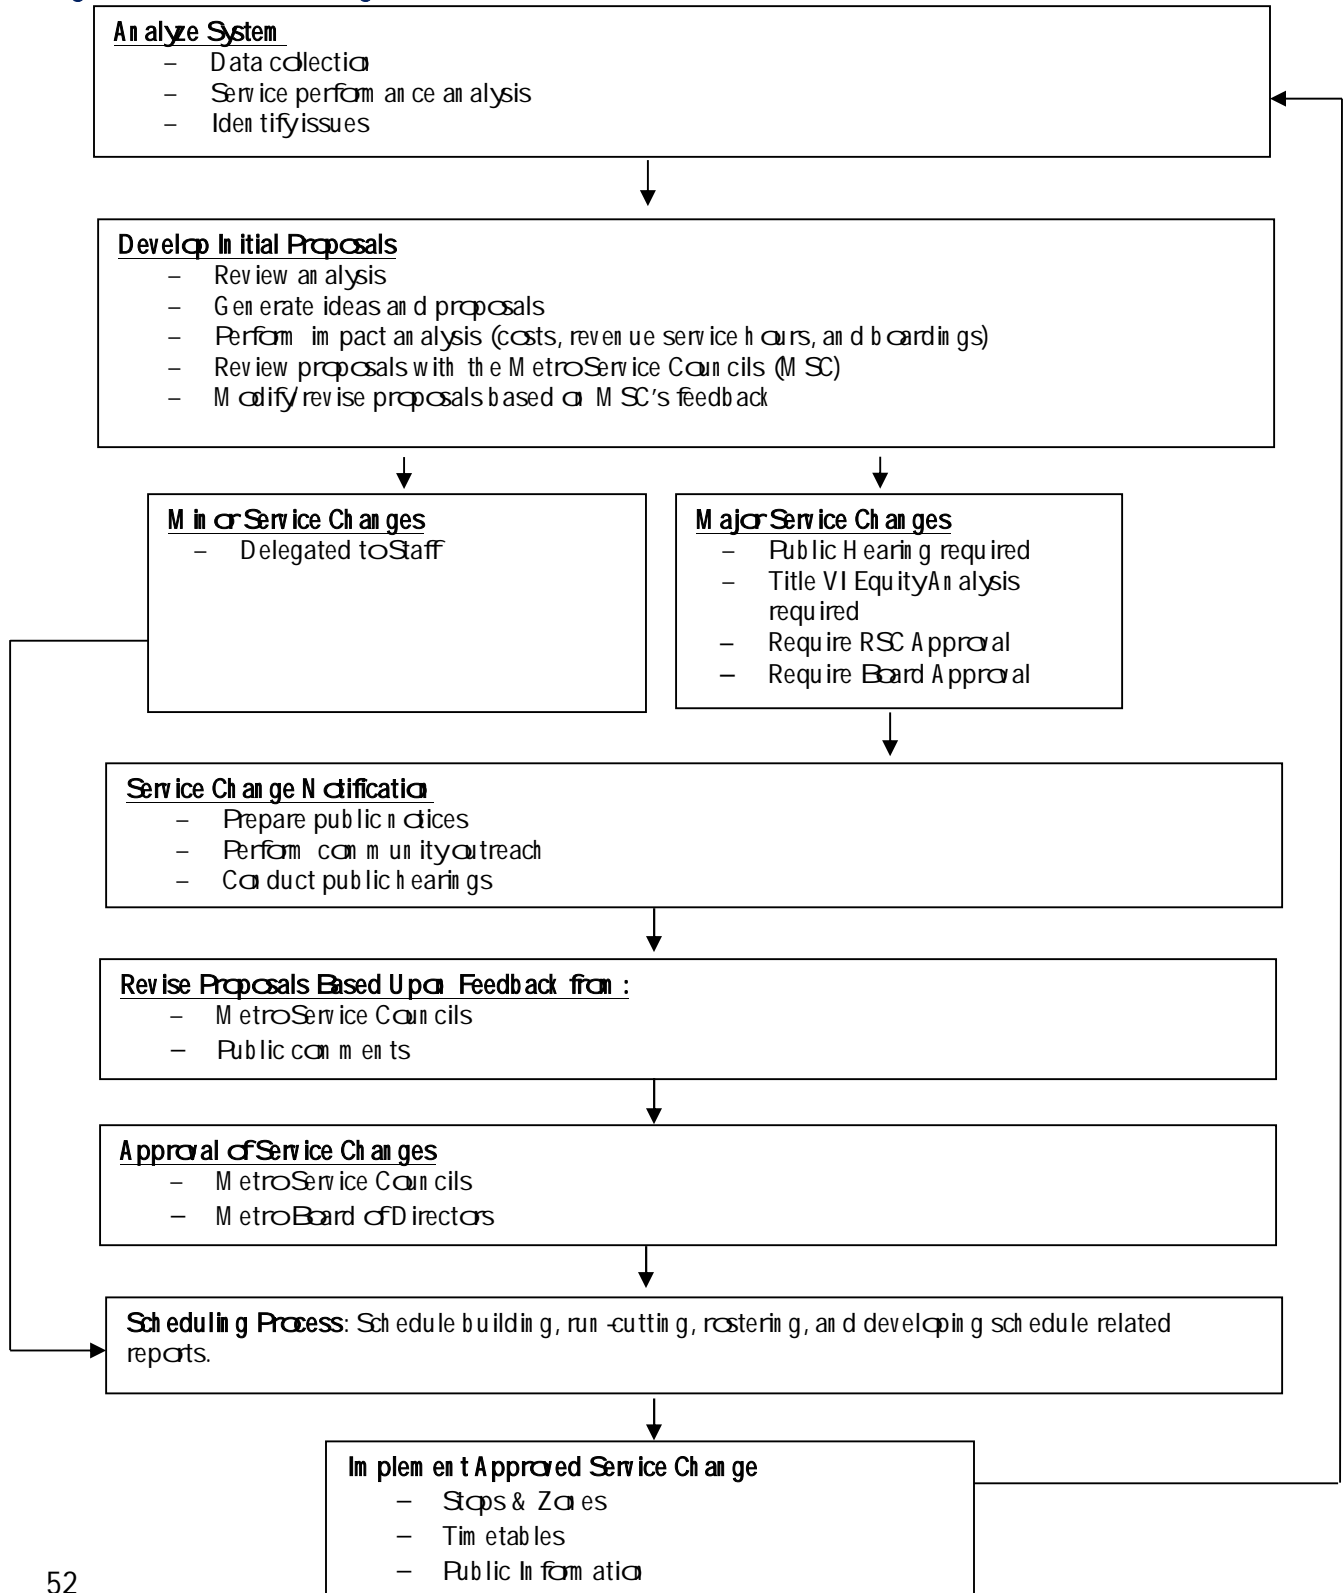 Analyze System
– Data collection
– Service performance analysis
– Identify issues
Develop Initial Proposals
– Review analysis
– Generate ideas and proposals
– Perform impact analysis (costs, revenue service hours, and boardings)
– Review proposals with the Metro Service Councils (MSC)
– Modify/revise proposals based on MSC's feedback
Minor Service Changes
– Delegated to Staff
Major Service Changes
– Public Hearing required
– Title VI Equity Analysis
required
– Require RSC Approval
– Require Board Approval
Service Change Notification
– Prepare public notices
– Perform community outreach
– Conduct public hearings
Revise Proposals Based Upon Feedback from:
– Metro Service Councils
– Public comments
Approval of Service Changes
– Metro Service Councils
– Metro Board of Directors
Scheduling Process: Schedule building, run-cutting, rostering, and developing schedule related
reports.
Implement Approved Service Change
– Stops & Zones
– Timetables
– Public Information
52